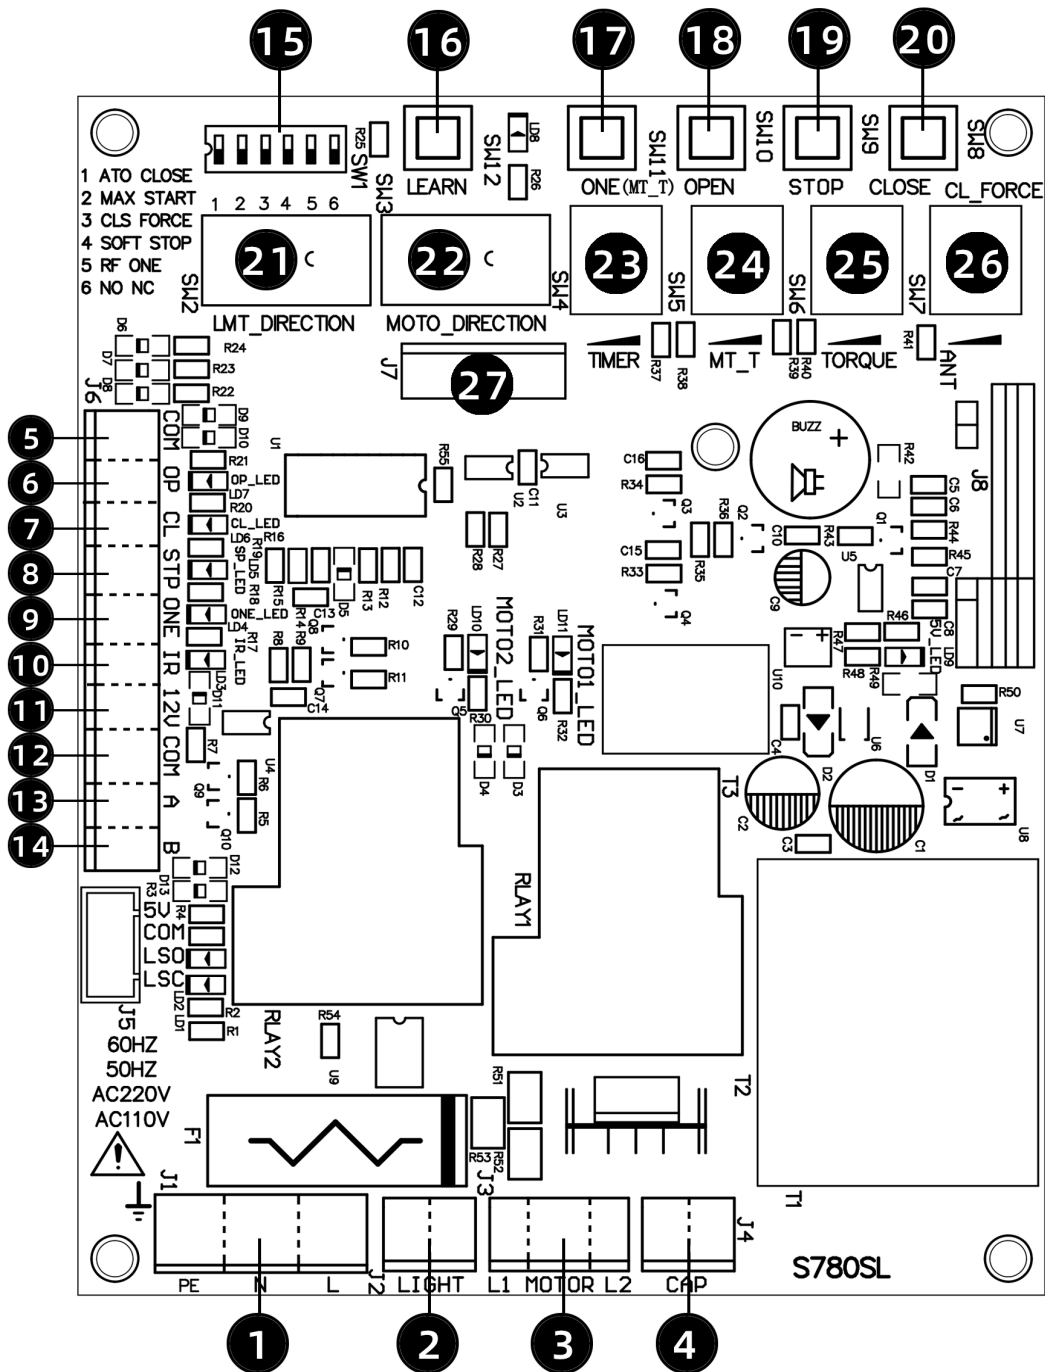 15
16
17
18
19
20
1 ATO CLOSE
2 MAX START
3 CLS FORCE
4 SOFT STOP
5 RF ONE
6 NO NC
SW1
1 2 3 4 5 6
R25
SW3
LEARN
SW12
LD8
R26
SW11
ONE(MT_T)
SW10
OPEN
SW9
STOP
SW8
CLOSE
CL_FORCE
SW2
21
C
LMT_DIRECTION
22
C
MOTO_DIRECTION
SW4
23
TIMER
SW5
24
MT_T
SW6
25
TORQUE
SW7
26
R37
R38
R39
R40
R41
ANT
J7
27
D6
D7
D8
R24
R23
R22
J6
D9
D10
5
COM
6
OP
7
CL
8
STP
9
ONE
10
IR
11
12V
12
COM
13
A
14
B
R21
OP_LED
LD7
R20
CL_LED
LD6
R19
SP_LED
LD5
R18
ONE_LED
LD4
R17
IR_LED
LD3
D11
U1
R55
U2
C11
U3
R16
R15
R14
C13
D5
R13
R12
C12
R28
R27
Q8
R8
R9
Q7
C14
R10
R11
R29
LD10
MOTO2_LED
Q5
R30
R31
LD11
MOTO1_LED
Q6
R32
D4
D3
C16
R34
Q3
C15
R33
Q4
R35
R36
Q2
BUZZ
+
C10
R43
Q1
C9
U5
R42
C5
C6
R44
R45
C7
C8
J8
5V_LED
LD9
R46
R47
R48
R49
R50
U10
+
-
C4
D2
U6
D1
U7
- +
~ ~
U8
C2
C1
C3
T3
R7
U4
Q9
R6
R5
Q10
D12
D13
R3
R4
5V
COM
LSO
LSC
LD2
LD1
R2
R1
J5
RLAY2
RLAY1
R54
U9
60HZ
50HZ
AC220V
AC110V
!
F1
R53
R52
R51
T2
T1
J1
J2
J3
J4
PE N L
LIGHT
L1 MOTOR L2
CAP
S780SL
1
2
3
4